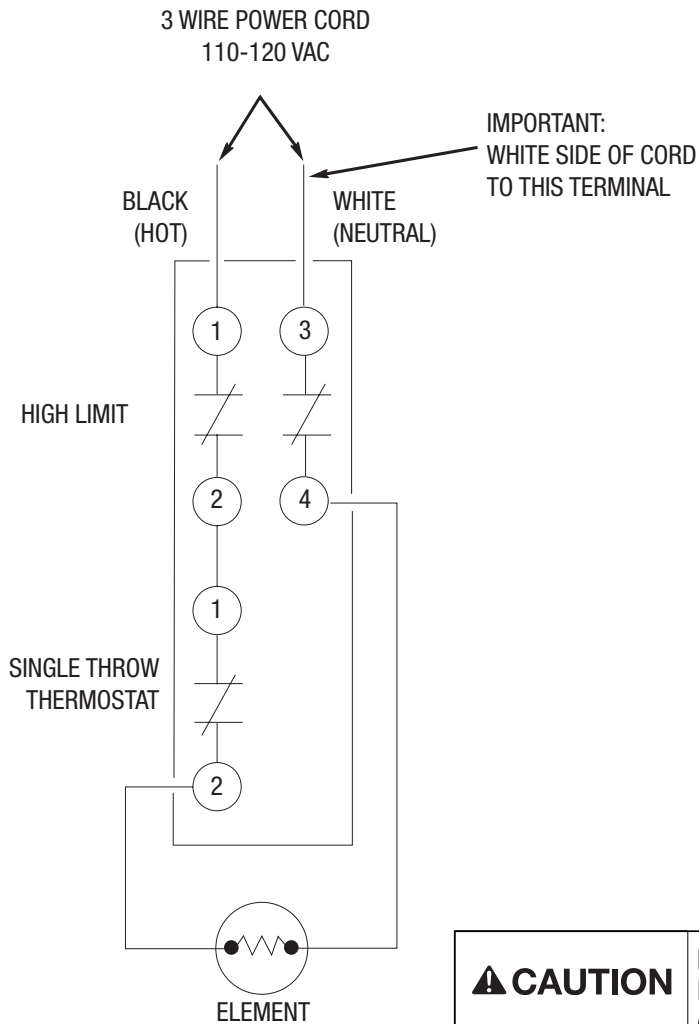 3 WIRE POWER CORD
110-120 VAC
IMPORTANT:
WHITE SIDE OF CORD
TO THIS TERMINAL
BLACK
(HOT)
WHITE
(NEUTRAL)
1
3
HIGH LIMIT
2
4
1
SINGLE THROW
THERMOSTAT
2
ELEMENT
CAUTION